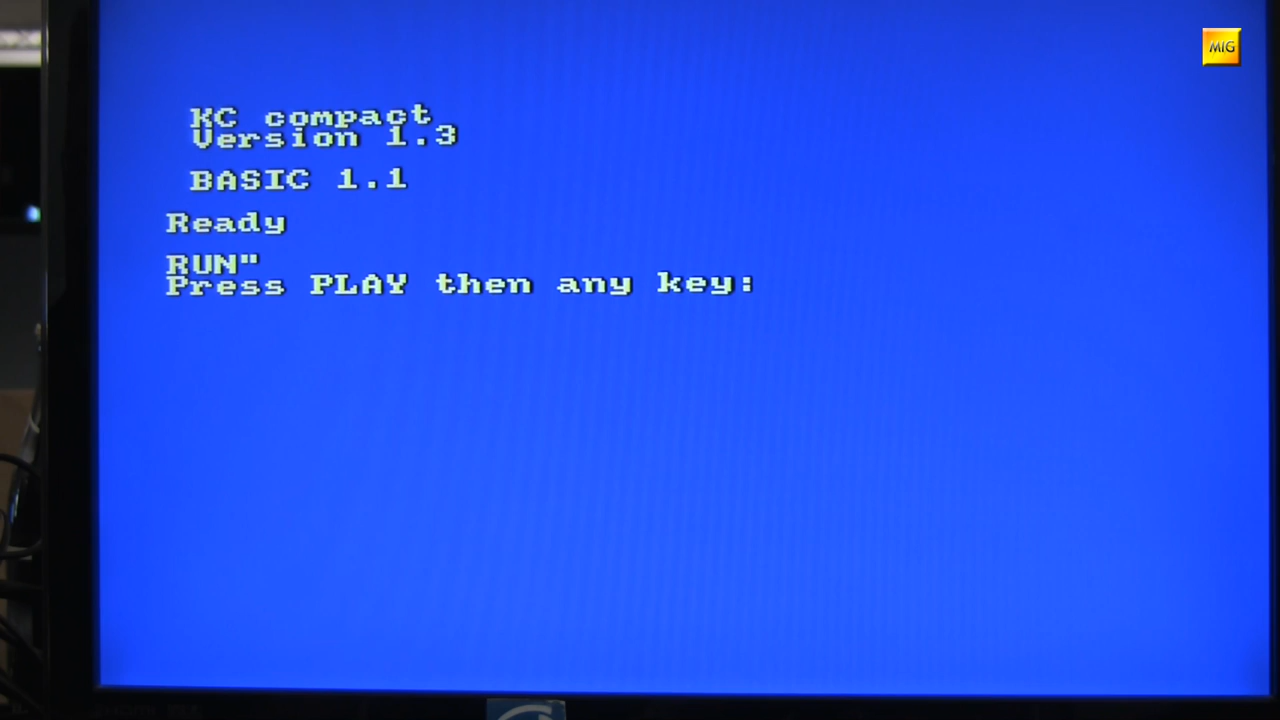 MIG
KC compact
Version 1.3
BASIC 1.1
Ready
RUN"
Press PLAY then any key: